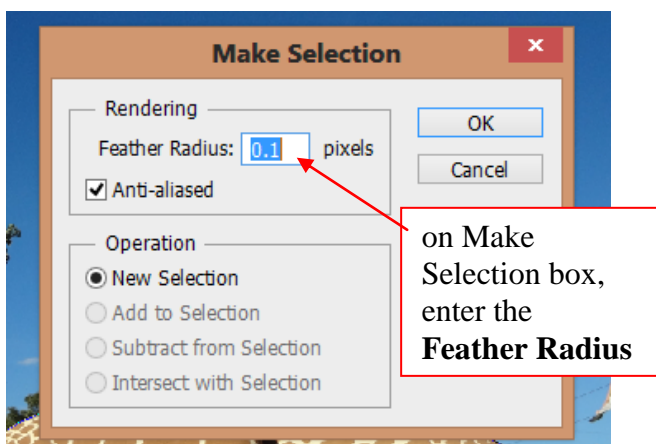 Make Selection
x
Rendering
Feather Radius: 0.1 pixels
Anti-aliased
OK
Cancel
Operation
New Selection
Add to Selection
Subtract from Selection
Intersect with Selection
on Make
Selection box,
enter the
Feather Radius